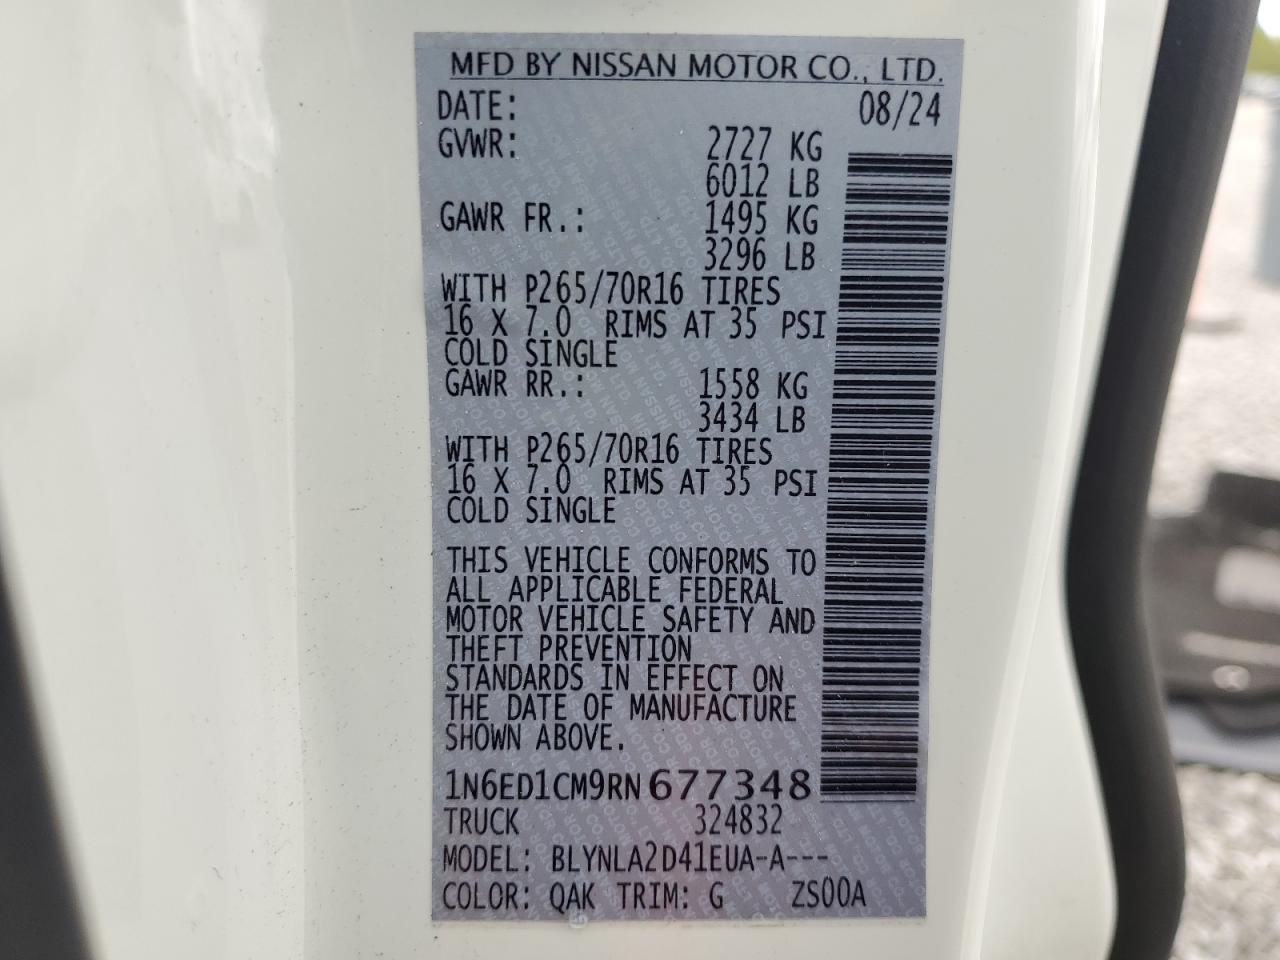 MFD BY NISSAN MOTOR CO., LTD.
DATE: 08/24
GVWR: 2727 KG
6012 LB
GAWR FR.: 1495 KG
3296 LB
WITH P265/70R16 TIRES
16 X 7.0 RIMS AT 35 PSI
COLD SINGLE
GAWR RR.: 1558 KG
3434 LB
WITH P265/70R16 TIRES
16 X 7.0 RIMS AT 35 PSI
COLD SINGLE
THIS VEHICLE CONFORMS TO
ALL APPLICABLE FEDERAL
MOTOR VEHICLE SAFETY AND
THEFT PREVENTION
STANDARDS IN EFFECT ON
THE DATE OF MANUFACTURE
SHOWN ABOVE.
1N6ED1CM9RN677348
TRUCK 324832
MODEL: BLYNLA2D41EUA-A---
COLOR: QAK TRIM: G ZS00A